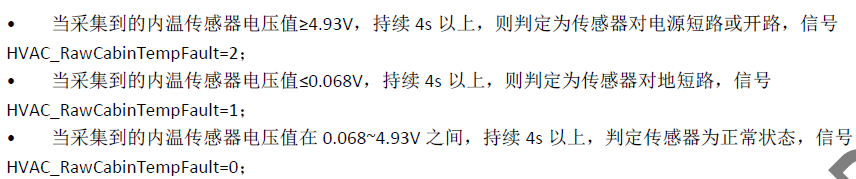 • 当采集到的内温传感器电压值≥4.93V，持续 4s 以上，则判定为传感器对电源短路或开路，信号
HVAC_RawCabinTempFault=2；
• 当采集到的内温传感器电压值≤0.068V，持续 4s 以上，则判定为传感器对地短路，信号
HVAC_RawCabinTempFault=1；
• 当采集到的内温传感器电压值在 0.068~4.93V 之间，持续 4s 以上，判定传感器为正常状态，信号
HVAC_RawCabinTempFault=0；